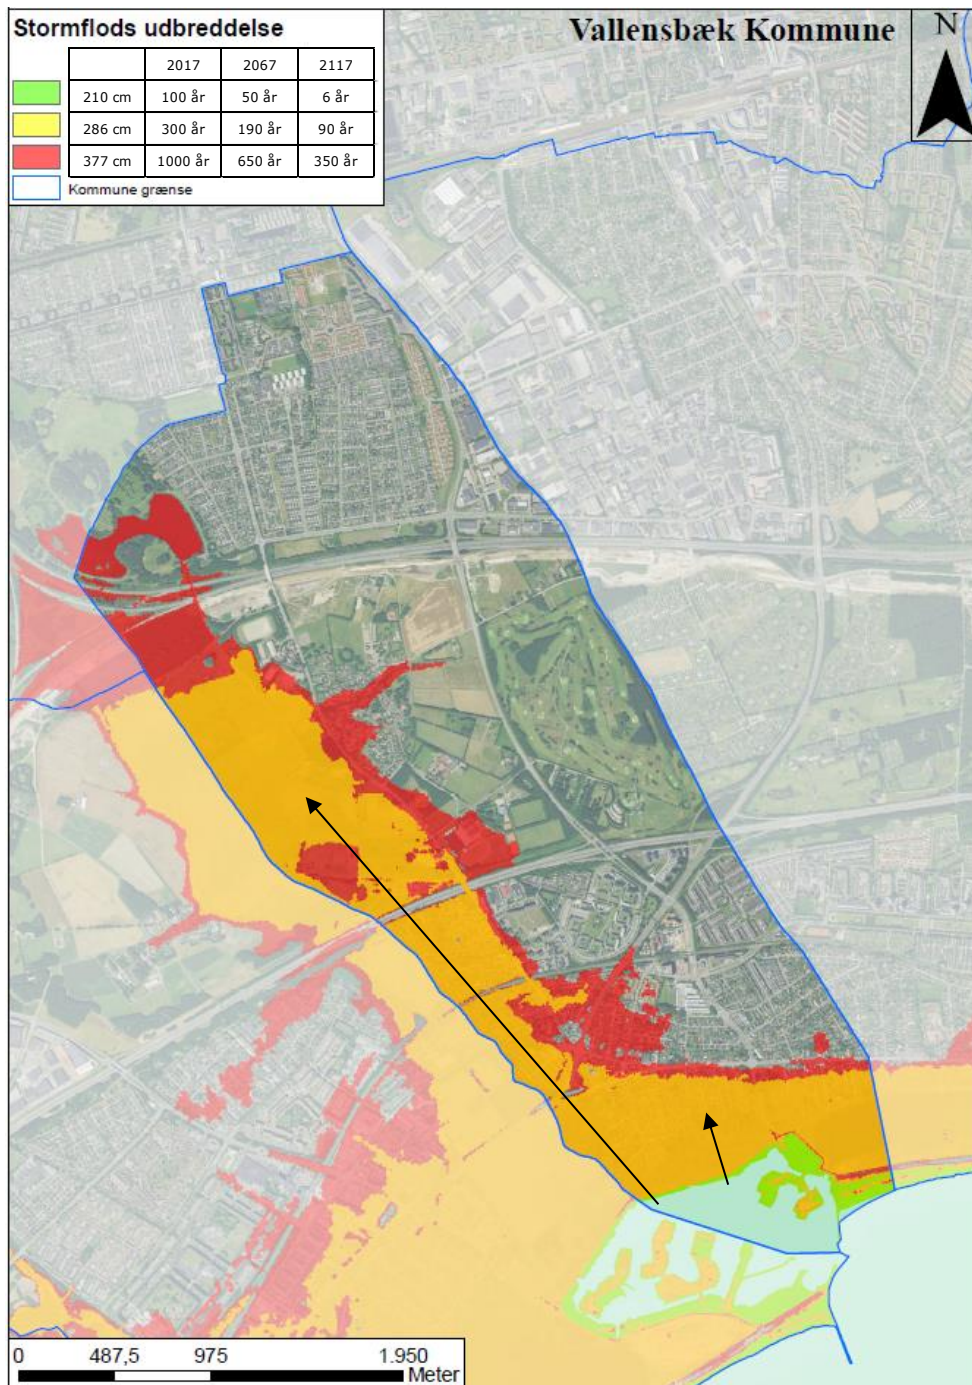 Stormflods udbreddelse
Vallensbæk Kommune
N
2017 2067 2117
210 cm 100 år 50 år 6 år
286 cm 300 år 190 år 90 år
377 cm 1000 år 650 år 350 år
Kommune grænse
0 487,5 975 1.950
Meter